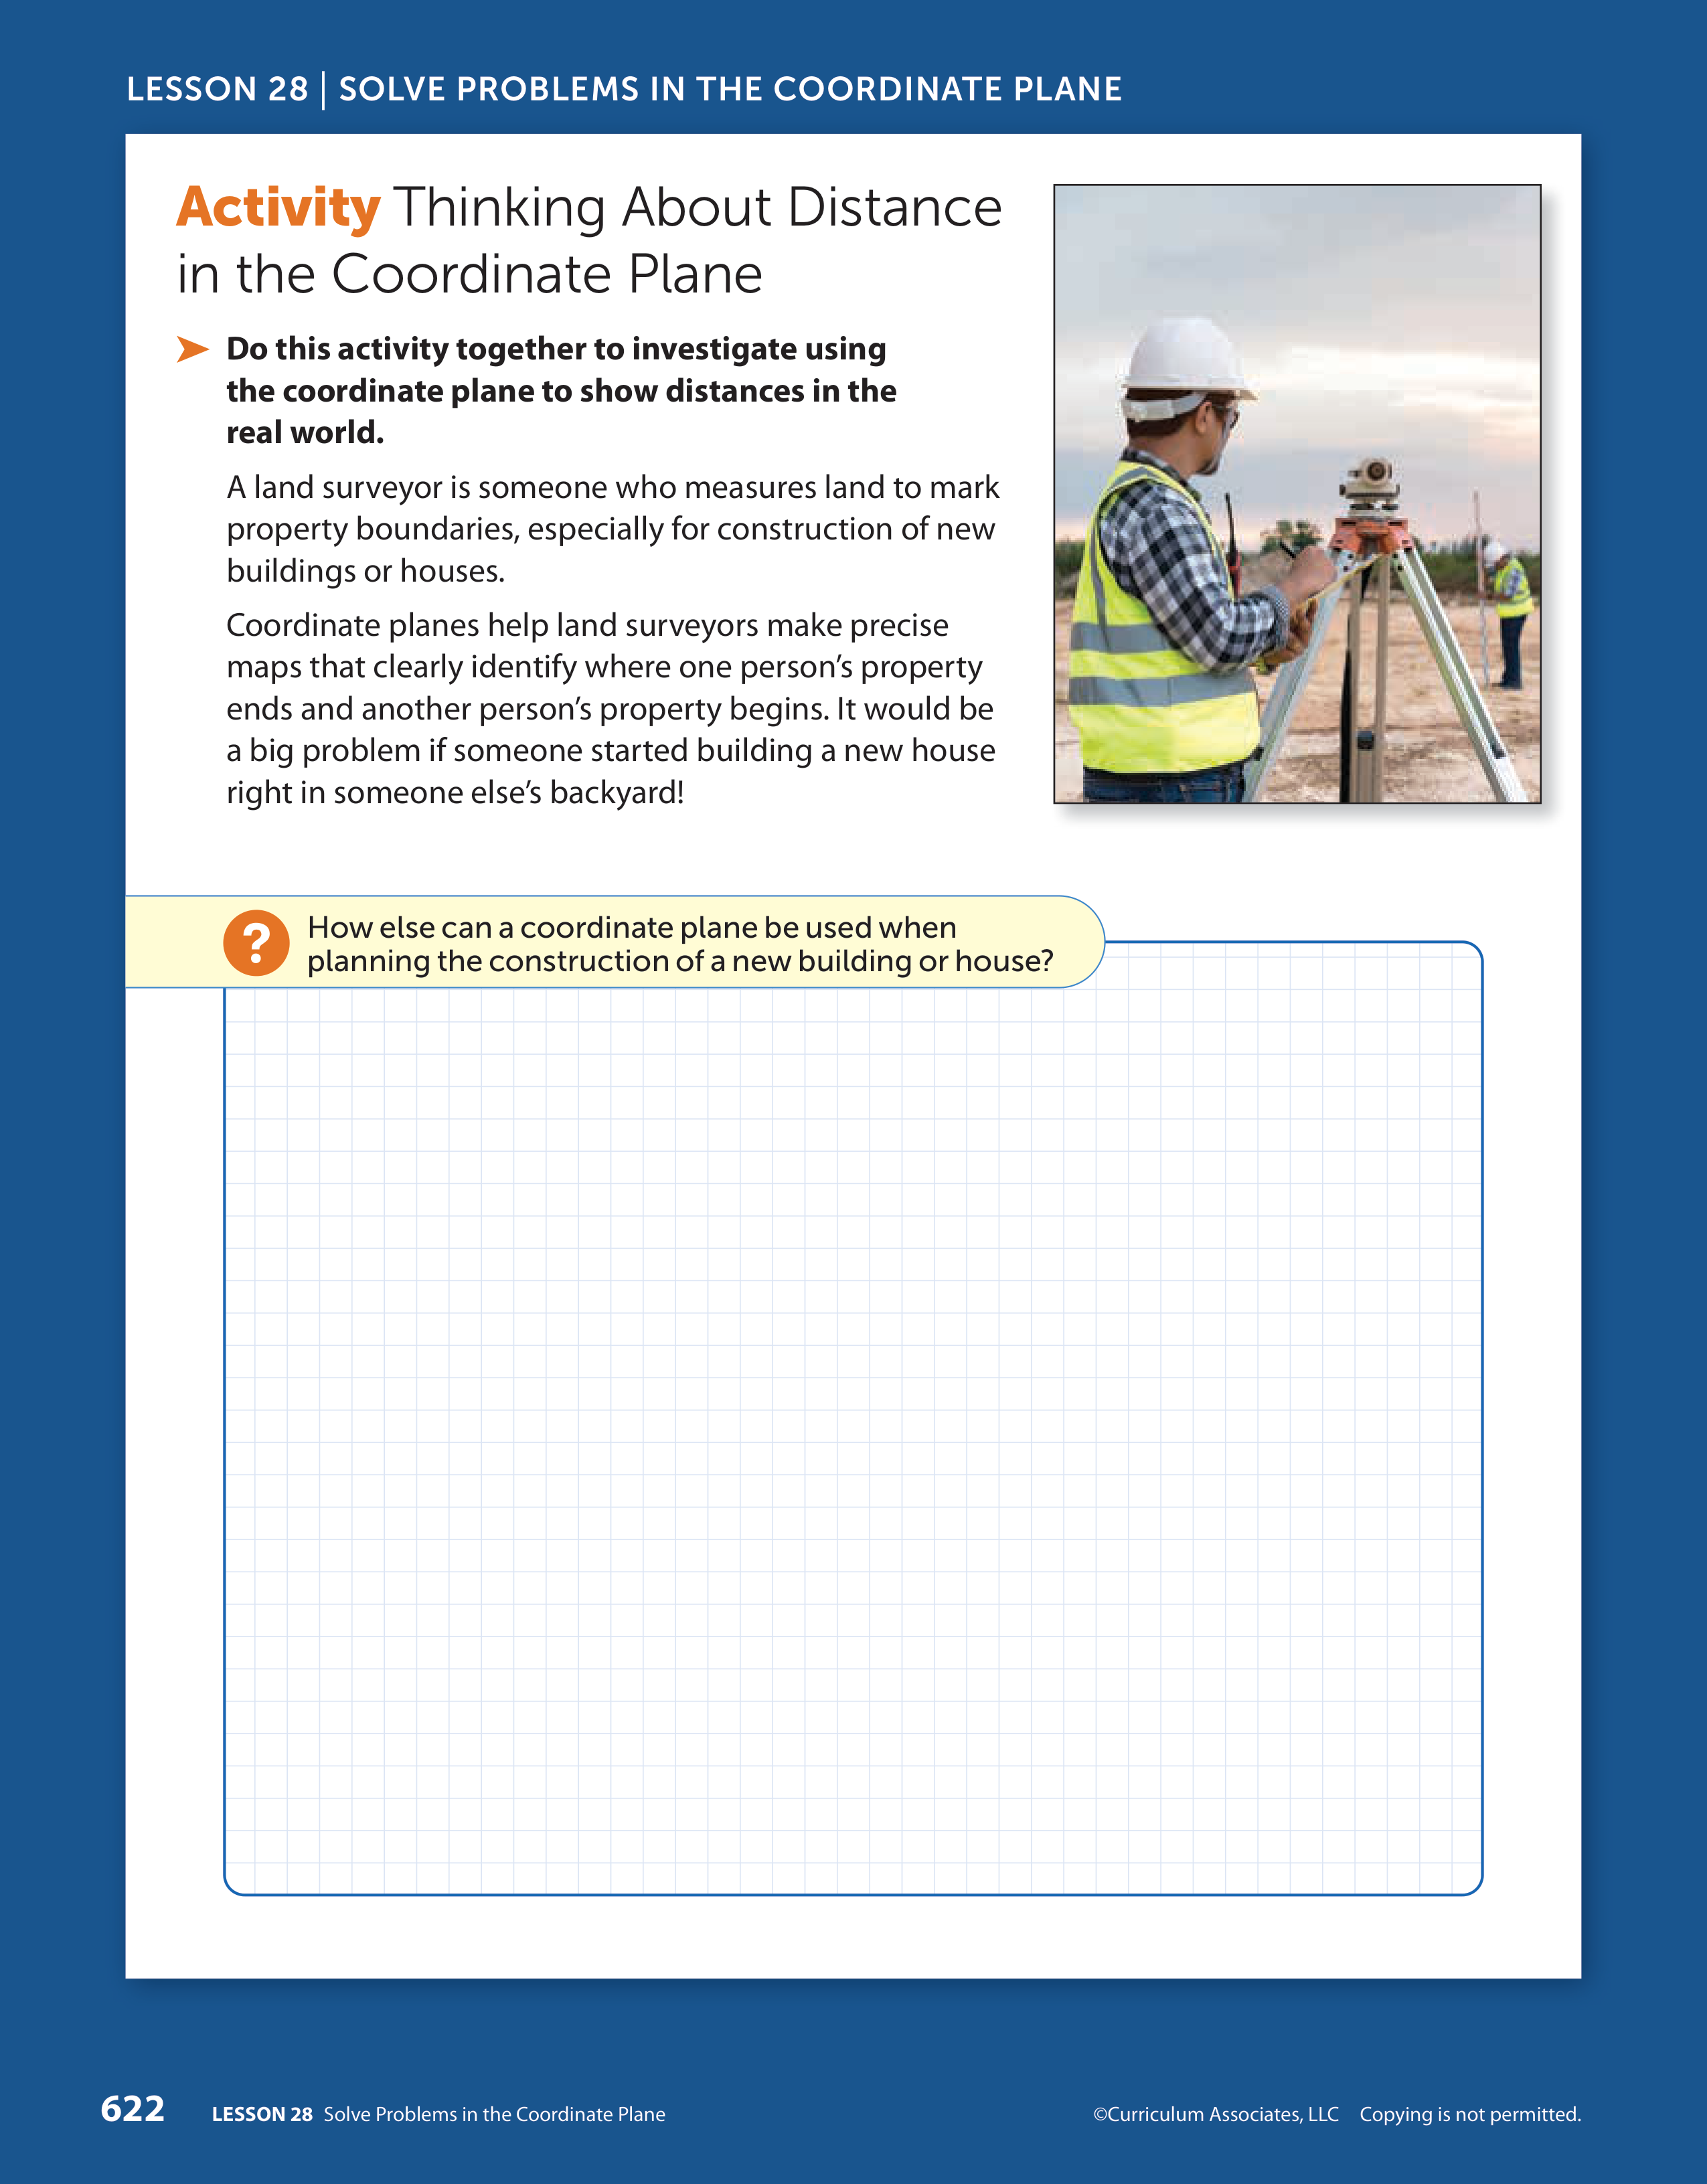 LESSON 28 | SOLVE PROBLEMS IN THE COORDINATE PLANE
Activity Thinking About Distance
in the Coordinate Plane
Do this activity together to investigate using
the coordinate plane to show distances in the
real world.
A land surveyor is someone who measures land to mark
property boundaries, especially for construction of new
buildings or houses.
Coordinate planes help land surveyors make precise
maps that clearly identify where one person’s property
ends and another person’s property begins. It would be
a big problem if someone started building a new house
right in someone else’s backyard!
? How else can a coordinate plane be used when
planning the construction of a new building or house?
622 LESSON 28 Solve Problems in the Coordinate Plane ©Curriculum Associates, LLC Copying is not permitted.